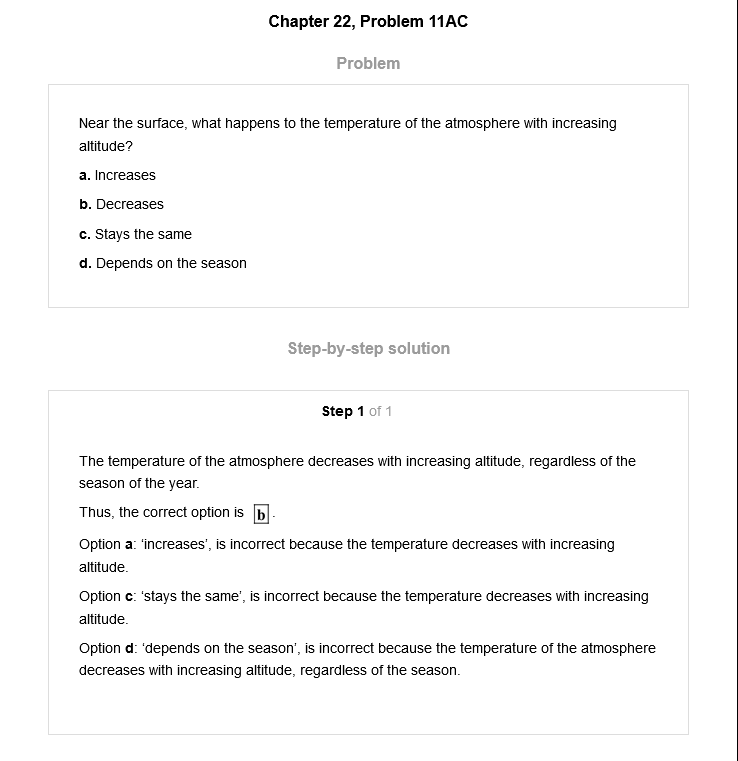 Chapter 22, Problem 11AC
Problem
Near the surface, what happens to the temperature of the atmosphere with increasing
altitude?
a. Increases
b. Decreases
c. Stays the same
d. Depends on the season
Step-by-step solution
Step 1 of 1
The temperature of the atmosphere decreases with increasing altitude, regardless of the
season of the year.
Thus, the correct option is b.
Option a: ‘increases’, is incorrect because the temperature decreases with increasing
altitude.
Option c: ‘stays the same’, is incorrect because the temperature decreases with increasing
altitude.
Option d: ‘depends on the season’, is incorrect because the temperature of the atmosphere
decreases with increasing altitude, regardless of the season.